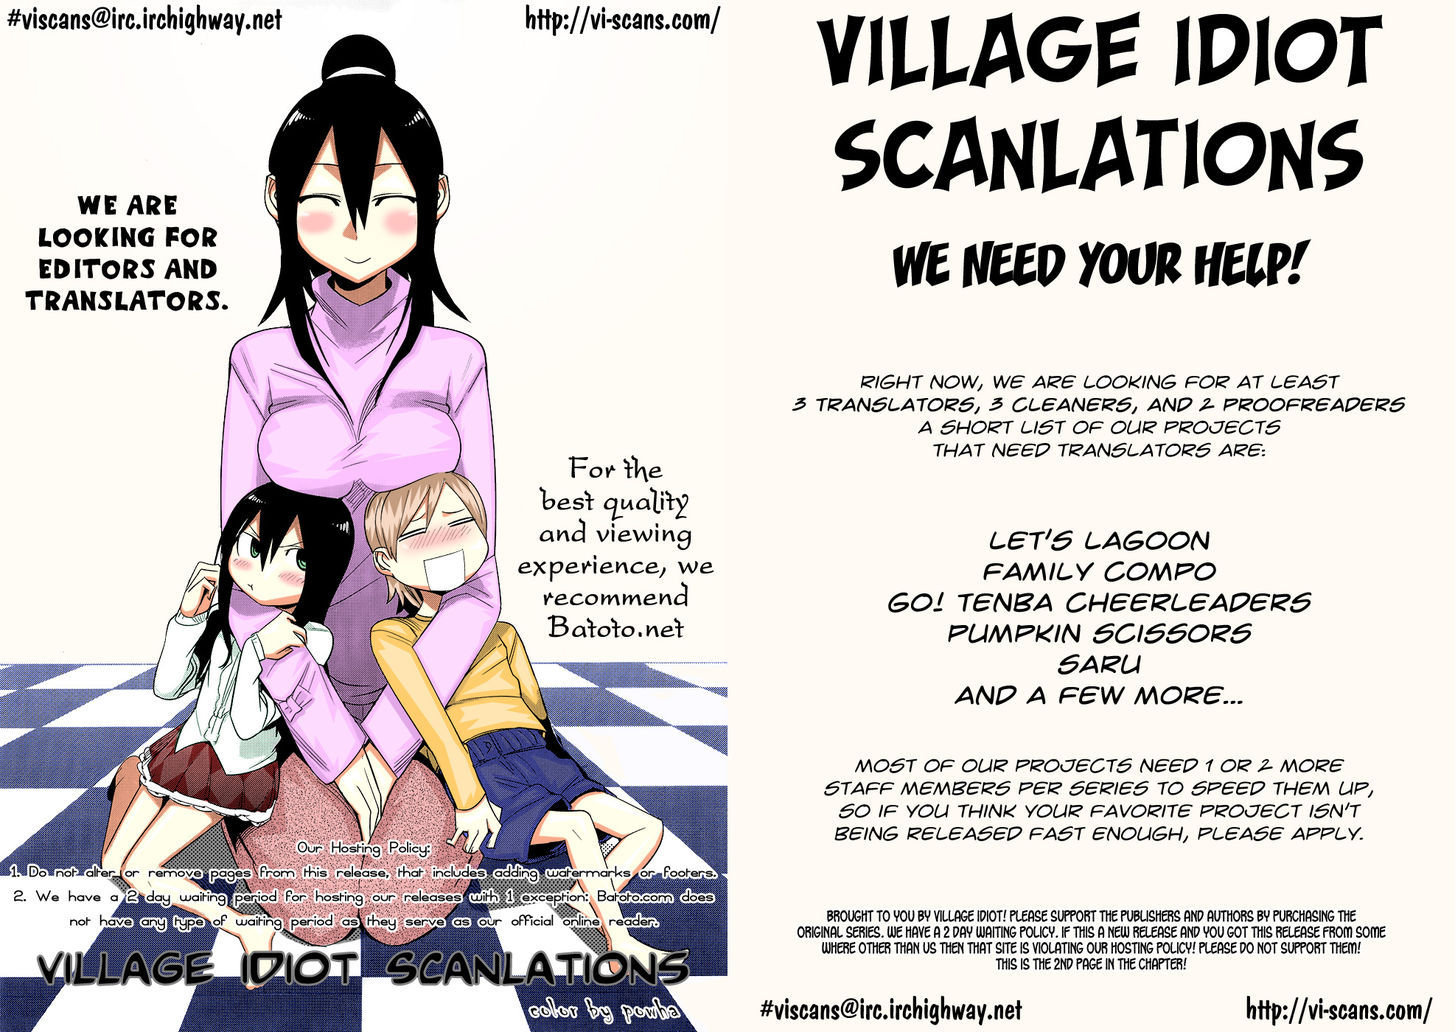 #viscans@irc.irchighway.net
http://vi-scans.com/
WE ARE
LOOKING FOR
EDITORS AND
TRANSLATORS.
For the
best quality
and viewing
experience, we
recommend
Batoto.net
Our Hosting Policy:
1. Do not alter or remove pages from this release, that includes adding watermarks or footers.
2. We have a 2 day waiting period for hosting our releases with 1 exception: Batoto.com does
not have any type of waiting period as they serve as our official online reader.
VILLAGE IDIOT SCANLATIONS
color by powha
VILLAGE IDIOT
SCANLATIONS
WE NEED YOUR HELP!
RIGHT NOW, WE ARE LOOKING FOR AT LEAST
3 TRANSLATORS, 3 CLEANERS, AND 2 PROOFREADERS
A SHORT LIST OF OUR PROJECTS
THAT NEED TRANSLATORS ARE:
LET'S LAGOON
FAMILY COMPO
GO! TENBA CHEERLEADERS
PUMPKIN SCISSORS
SARU
AND A FEW MORE...
MOST OF OUR PROJECTS NEED 1 OR 2 MORE
STAFF MEMBERS PER SERIES TO SPEED THEM UP,
SO IF YOU THINK YOUR FAVORITE PROJECT ISN'T
BEING RELEASED FAST ENOUGH, PLEASE APPLY.
BROUGHT TO YOU BY VILLAGE IDIOT! PLEASE SUPPORT THE PUBLISHERS AND AUTHORS BY PURCHASING THE
ORIGINAL SERIES. WE HAVE A 2 DAY WAITING POLICY. IF THIS A NEW RELEASE AND YOU GOT THIS RELEASE FROM SOME
WHERE OTHER THAN US THEN THAT SITE IS VIOLATING OUR HOSTING POLICY! PLEASE DO NOT SUPPORT THEM!
THIS IS THE 2ND PAGE IN THE CHAPTER!
#viscans@irc.irchighway.net
http://vi-scans.com/